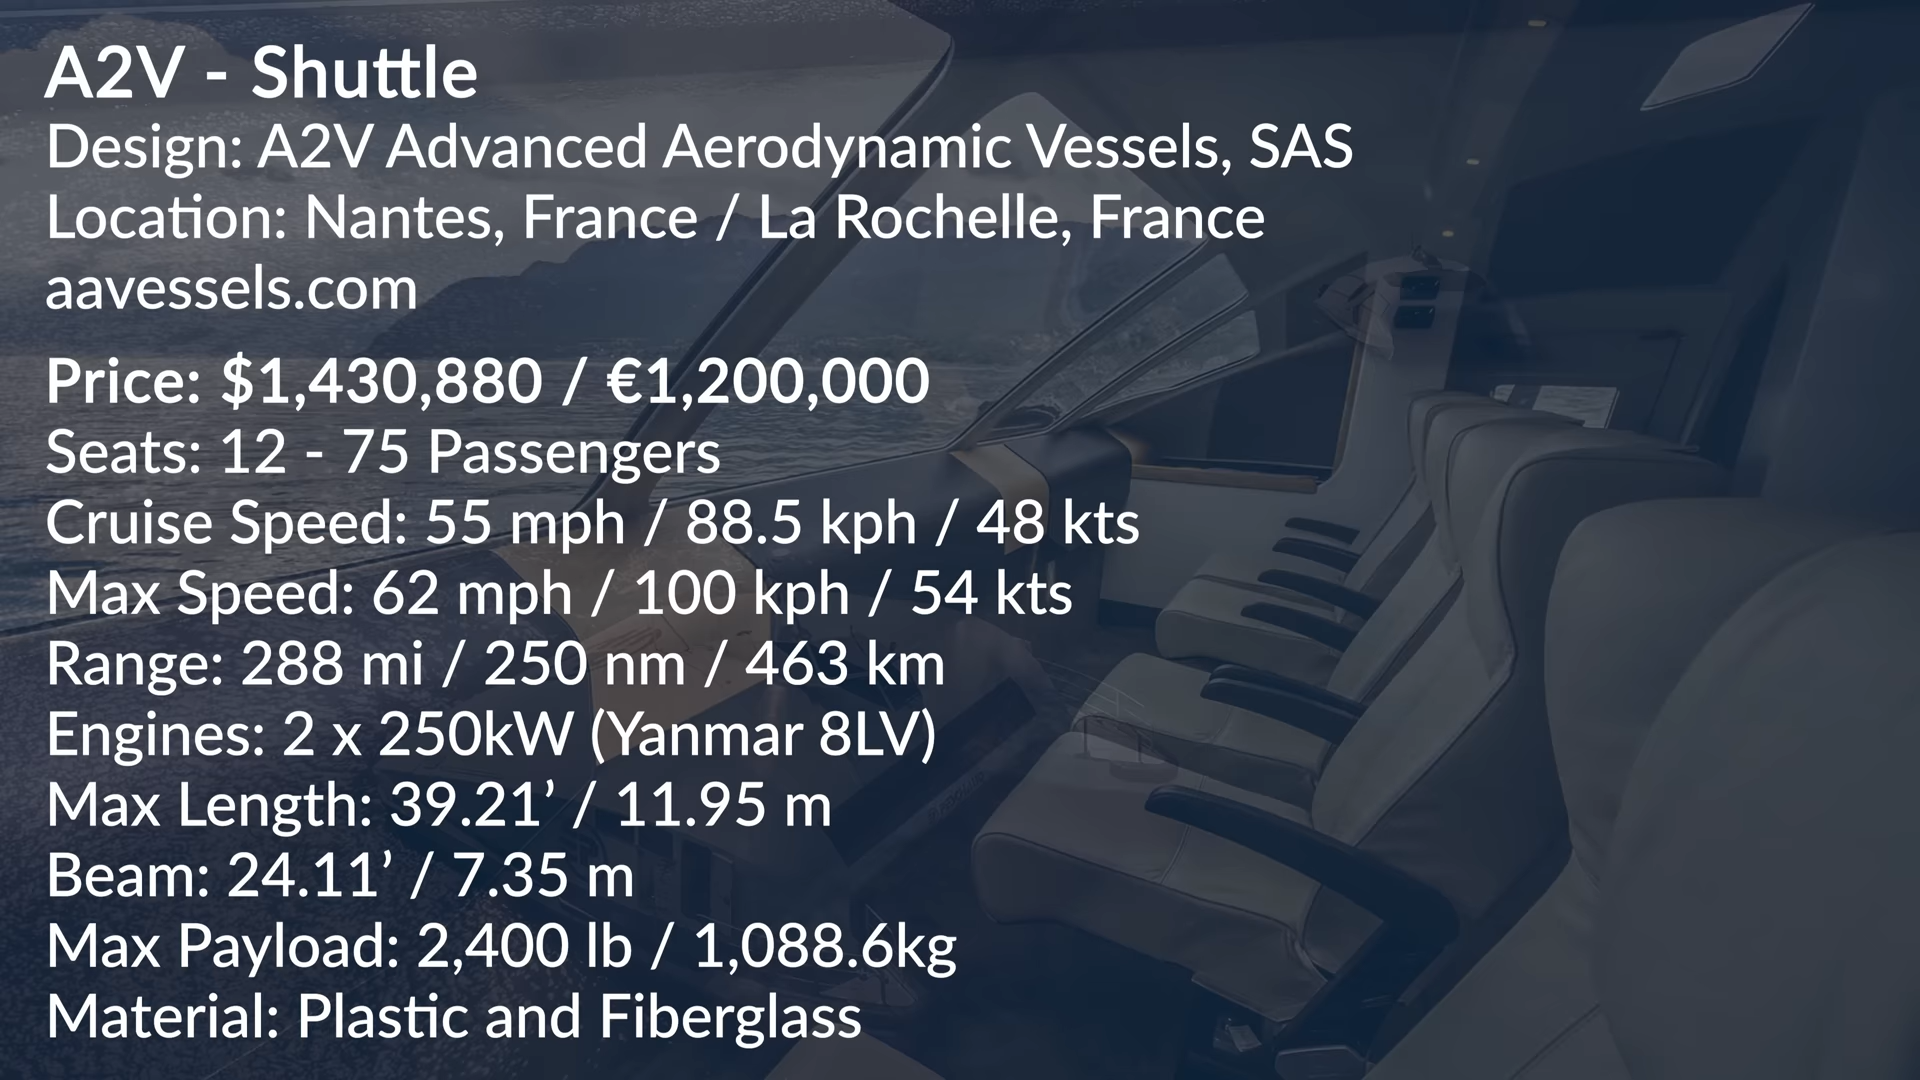 A2V - Shuttle
Design: A2V Advanced Aerodynamic Vessels, SAS
Location: Nantes, France / La Rochelle, France
aavessels.com
Price: $1,430,880 / €1,200,000
Seats: 12 - 75 Passengers
Cruise Speed: 55 mph / 88.5 kph / 48 kts
Max Speed: 62 mph / 100 kph / 54 kts
Range: 288 mi / 250 nm / 463 km
Engines: 2 x 250kW (Yanmar 8LV)
Max Length: 39.21’ / 11.95 m
Beam: 24.11’ / 7.35 m
Max Payload: 2,400 lb / 1,088.6kg
Material: Plastic and Fiberglass